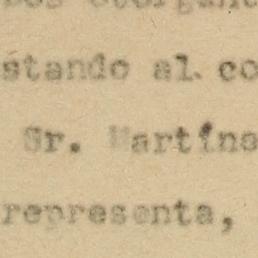 stando al co
Sr. Martíne
representa,